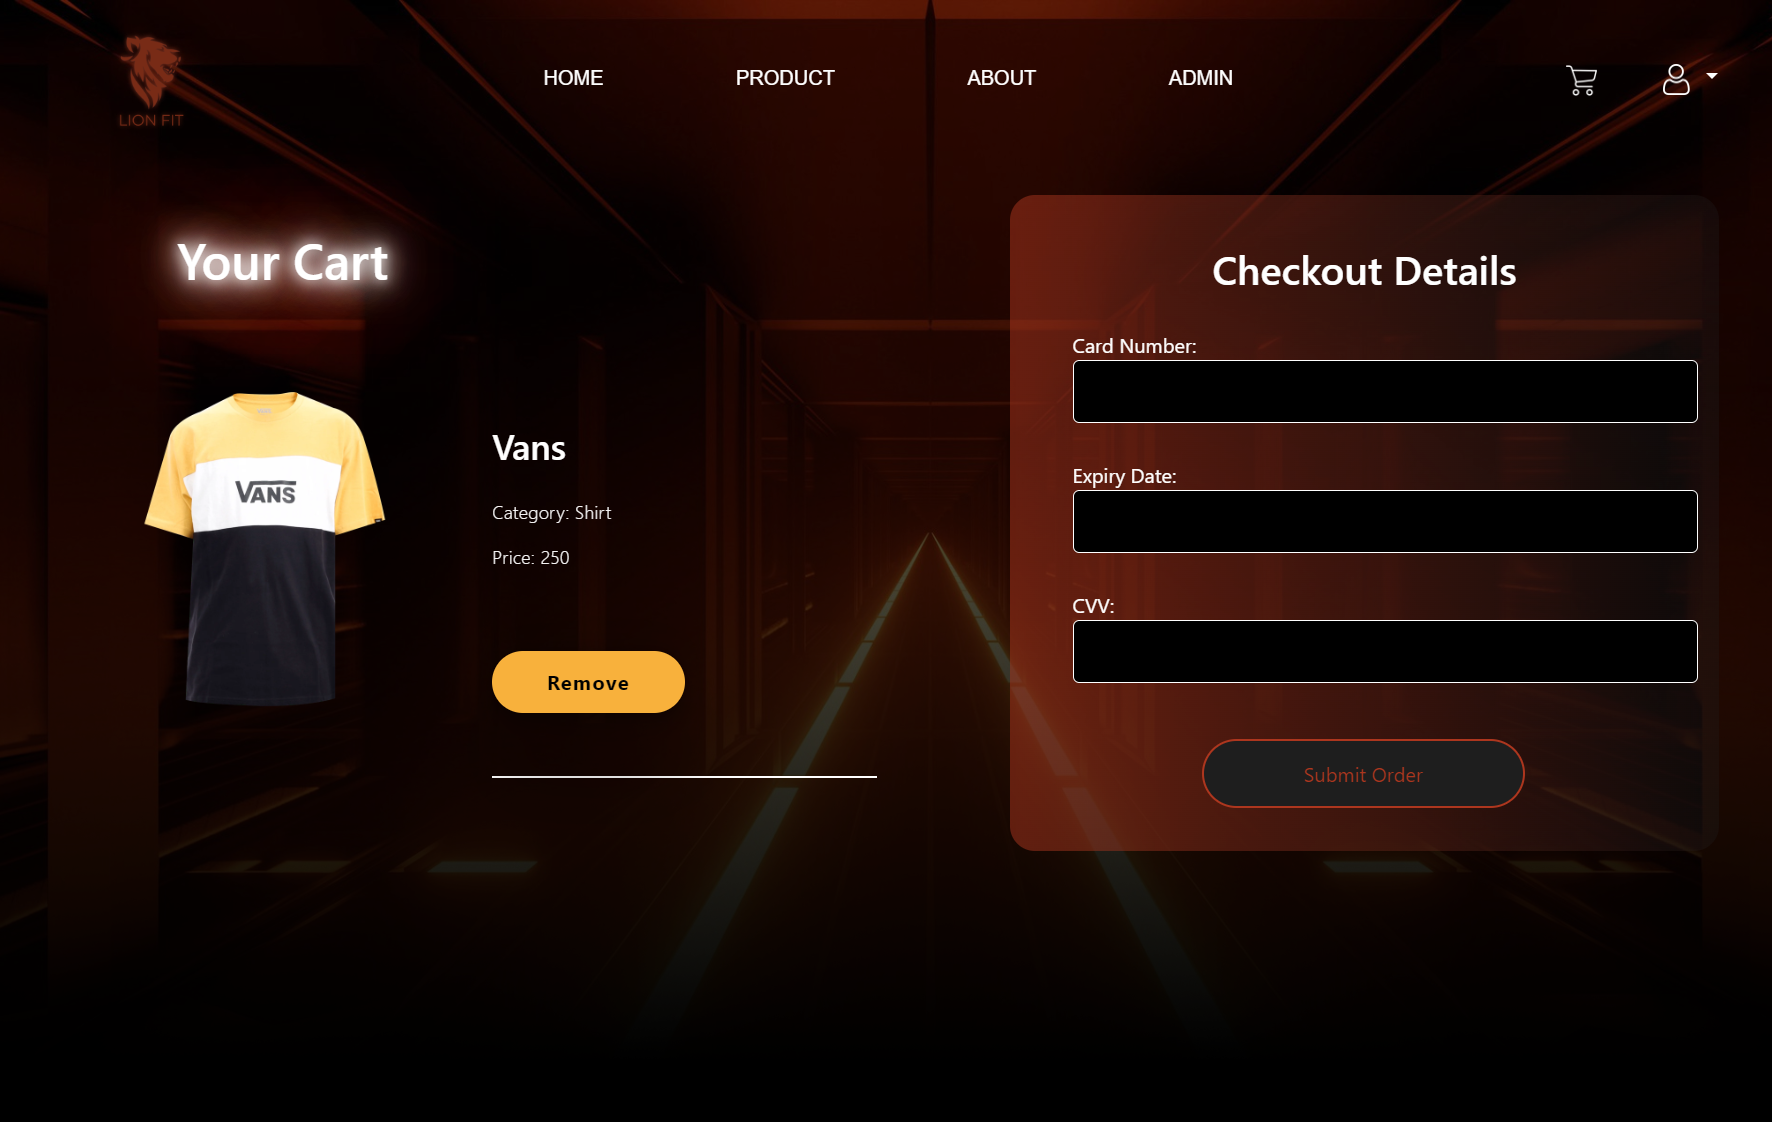 LION FIT
HOME
PRODUCT
ABOUT
ADMIN
Your Cart
VANS
Vans
Category: Shirt
Price: 250
Remove
Checkout Details
Card Number:
Expiry Date:
CVV:
Submit Order